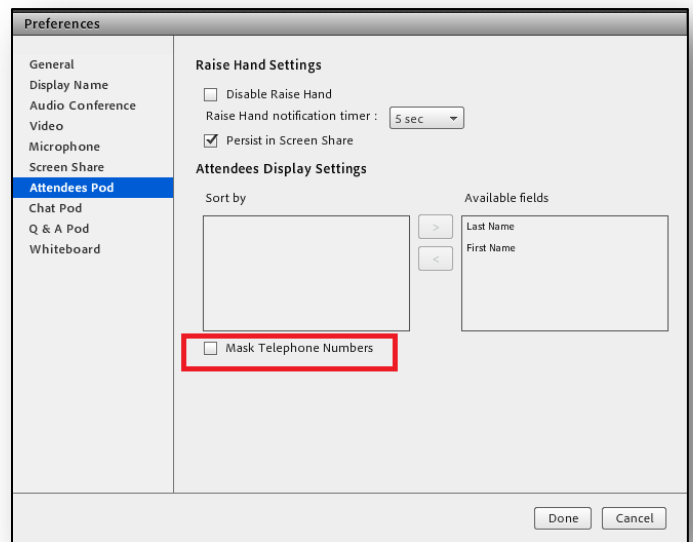 Preferences
General
Display Name
Audio Conference
Video
Microphone
Screen Share
Attendees Pod
Chat Pod
Q & A Pod
Whiteboard
Raise Hand Settings
Disable Raise Hand
Raise Hand notification timer : 5 sec
Persist in Screen Share
Attendees Display Settings
Sort by
Available fields
>
<
Last Name
First Name
Mask Telephone Numbers
Done
Cancel